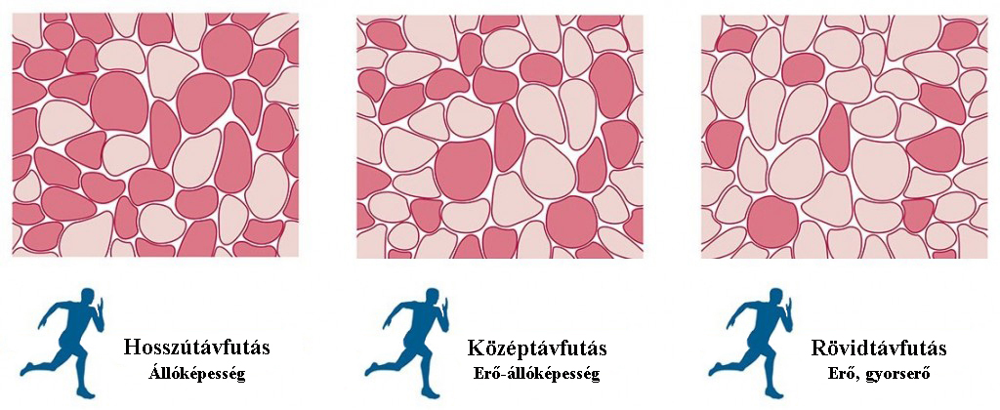 Hosszútávfutás
Állóképesség
Középtávfutás
Erő-állóképesség
Rövidtávfutás
Erő, gyorserő